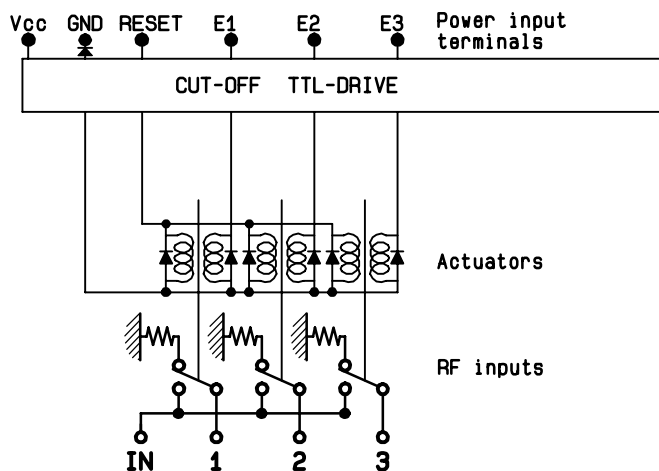 Vcc GND RESET E1 E2 E3 Power input
terminals
CUT-OFF TTL-DRIVE
Actuators
RF inputs
IN 1 2 3